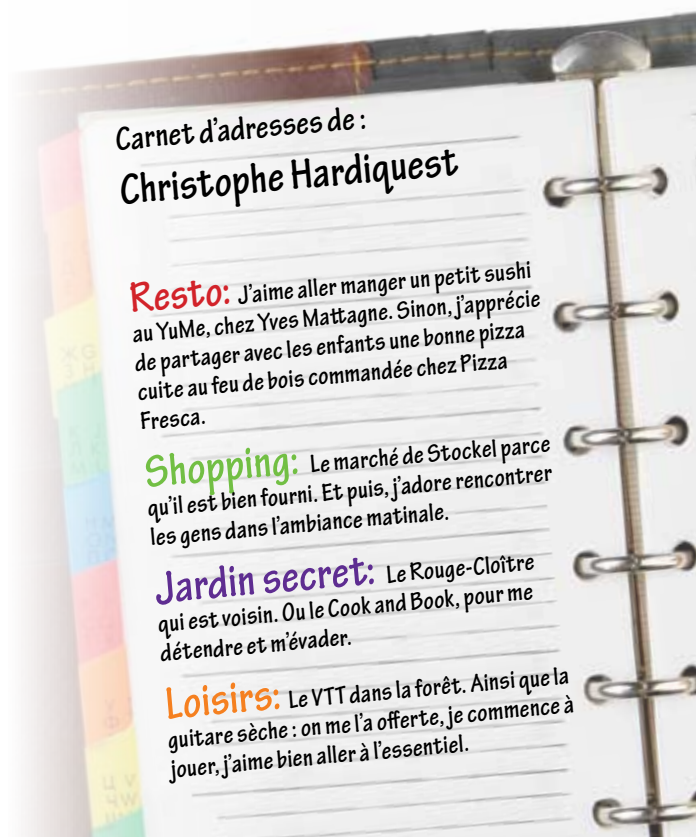 Carnet d'adresses de :
Christophe Hardiquest
Resto: J'aime aller manger un petit sushi
au YuMe, chez Yves Mattagne. Sinon, j'apprécie
de partager avec les enfants une bonne pizza
cuite au feu de bois commandée chez Pizza
Fresca.
Shopping: Le marché de Stockel parce
qu'il est bien fourni. Et puis, j'adore rencontrer
les gens dans l'ambiance matinale.
Jardin secret: Le Rouge-Cloître
qui est voisin. Ou le Cook and Book, pour me
détendre et m'évader.
Loisirs: Le VTT dans la forêt. Ainsi que la
guitare sèche : on me l'a offerte, je commence à
jouer, j'aime bien aller à l'essentiel.